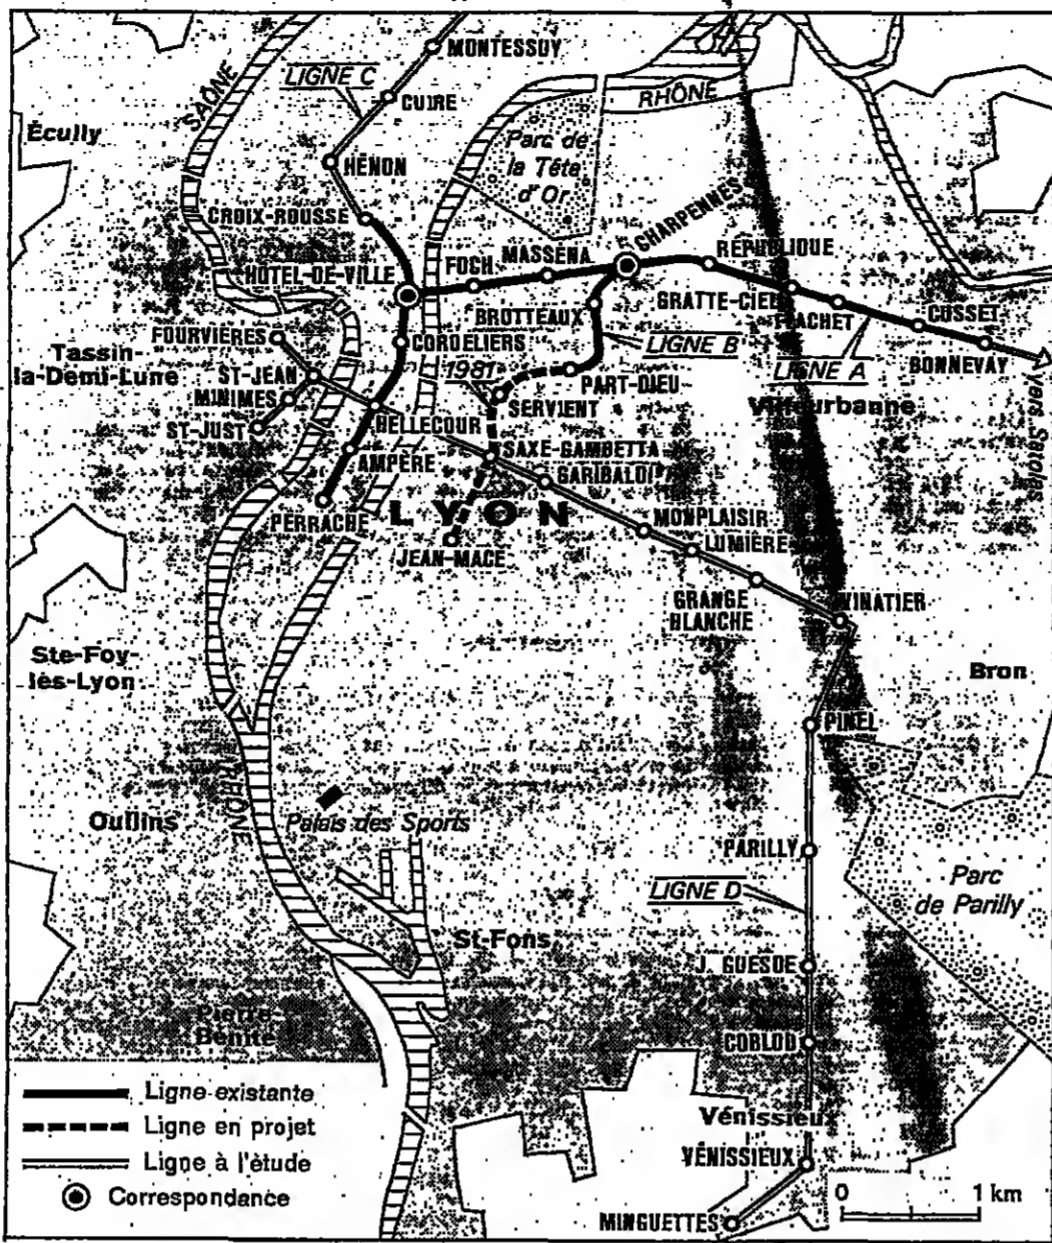 MONTESSUY
LIGNE C
SAÔNE
CUIRE
RHÔNE
Écully
Parc de
la Tête
d'Or
HÉNON
CROIX-ROUSSE
CHARPENNES
RÉPUBLIQUE
MASSÉNA
FOCH
HÔTEL-DE-VILLE
GRATTE-CIEL
FLACHET
CUSSET
BROTTEAUX
FOURVIÈRES
CORDELIERS
LIGNE B
BONNEVAY
Tassin-
la-Demi-Lune
ST-JEAN
1981
PART-DIEU
LIGNE A
vers Satolas
MINIMES
SERVIENT
Villeurbanne
ST-JUST
BELLECOUR
SAXE-GAMBETTA
AMPÈRE
GARIBALDI
PERRACHE
LYON
MONPLAISIR
JEAN-MACE
LUMIÈRE
GRANGE
BLANCHE
VINATIER
Ste-Foy-
lès-Lyon
Bron
PINEL
RHÔNE
Oullins
Palais des Sports
PARILLY
Parc
de Parilly
LIGNE D
St-Fons
J. GUESDE
Pierre
Bénite
COBLOD
Ligne existante
Vénissieux
Ligne en projet
Ligne à l'étude
VÉNISSIEUX
Correspondance
0 1 km
MINGUETTES